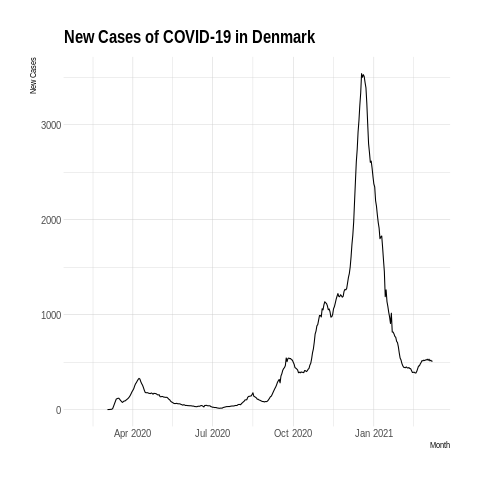 New Cases of COVID-19 in Denmark
New Cases
3000
2000
1000
0
Apr 2020 Jul 2020 Oct 2020 Jan 2021
Month